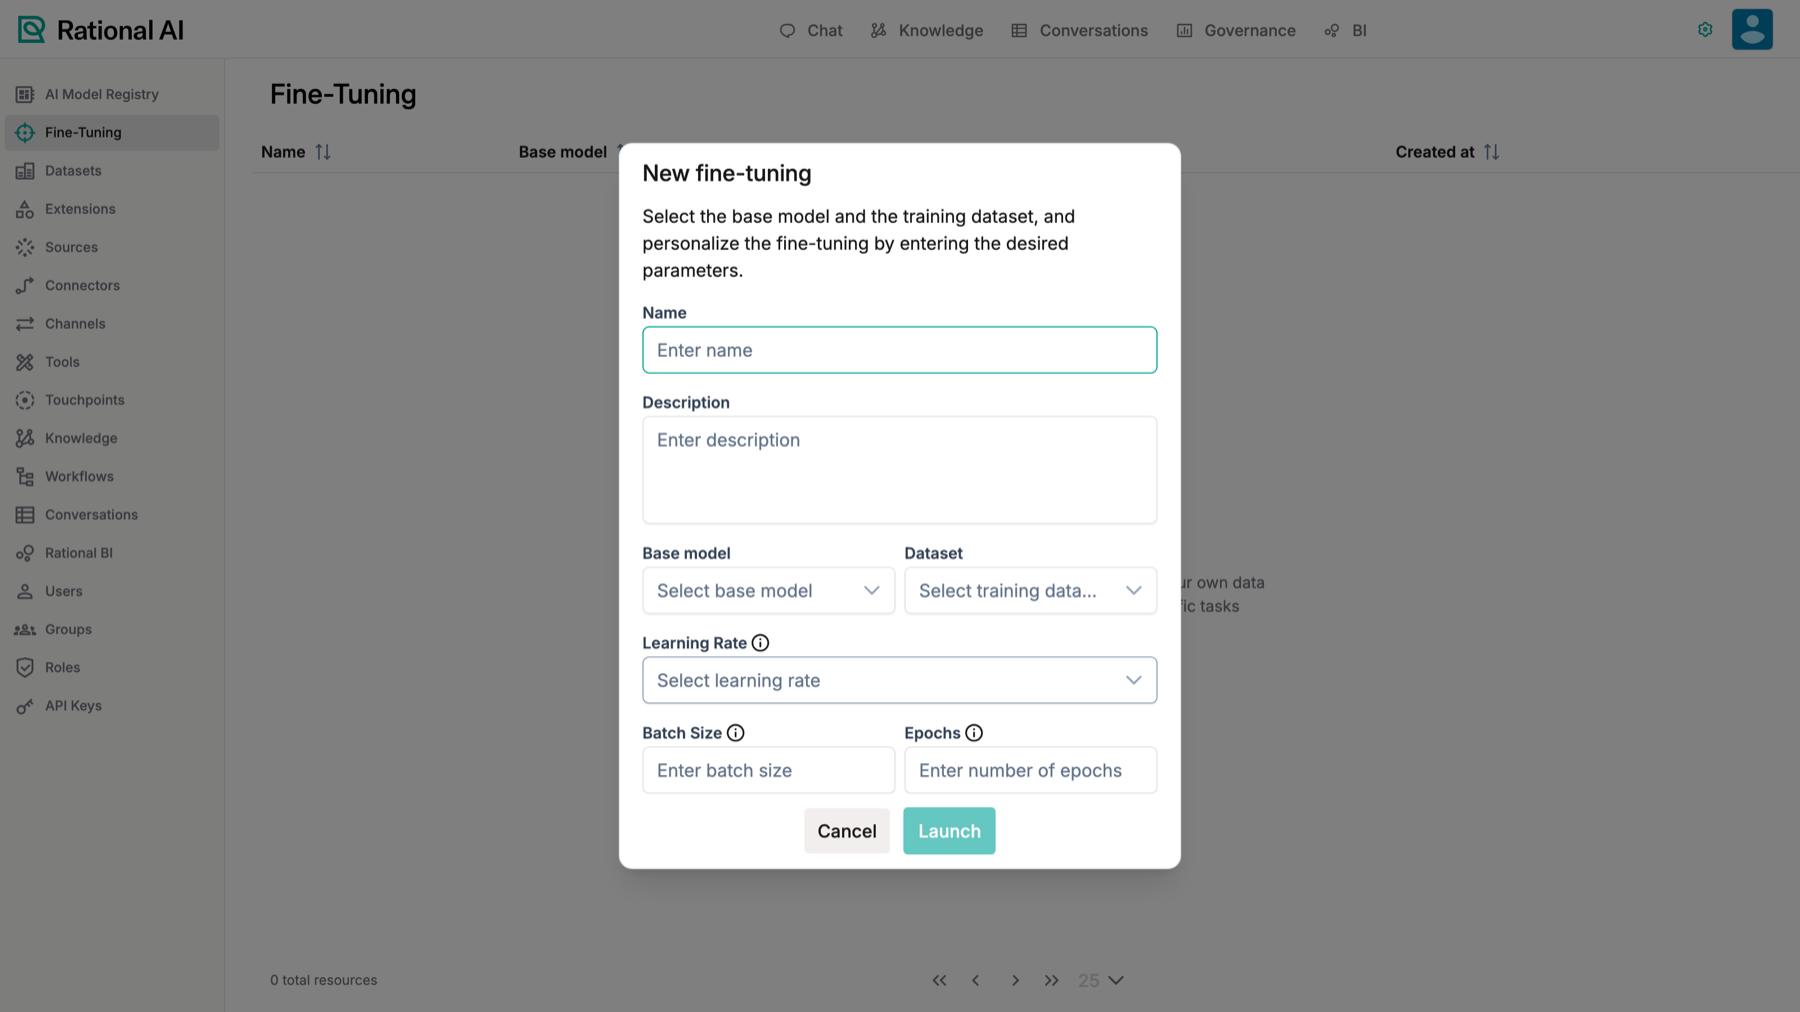 Rational AI
Chat
Knowledge
Conversations
Governance
BI
AI Model Registry
Fine-Tuning
Datasets
Extensions
Sources
Connectors
Channels
Tools
Touchpoints
Knowledge
Workflows
Conversations
Rational BI
Users
Groups
Roles
API Keys
Fine-Tuning
Name
Base model
Created at
New fine-tuning
Select the base model and the training dataset, and
personalize the fine-tuning by entering the desired
parameters.
Name
Enter name
Description
Enter description
Base model
Dataset
Select base model
Select training data...
own data
tasks
Learning Rate
Select learning rate
Batch Size
Epochs
Enter batch size
Enter number of epochs
Cancel
Launch
0 total resources
25